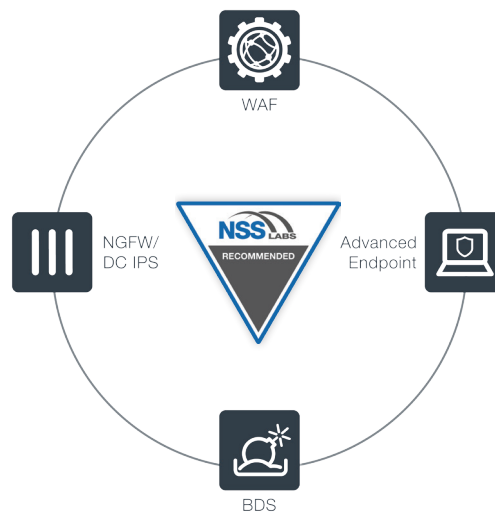 WAF
NGFW/
DC IPS
NSS LABS
RECOMMENDED
Advanced
Endpoint
BDS